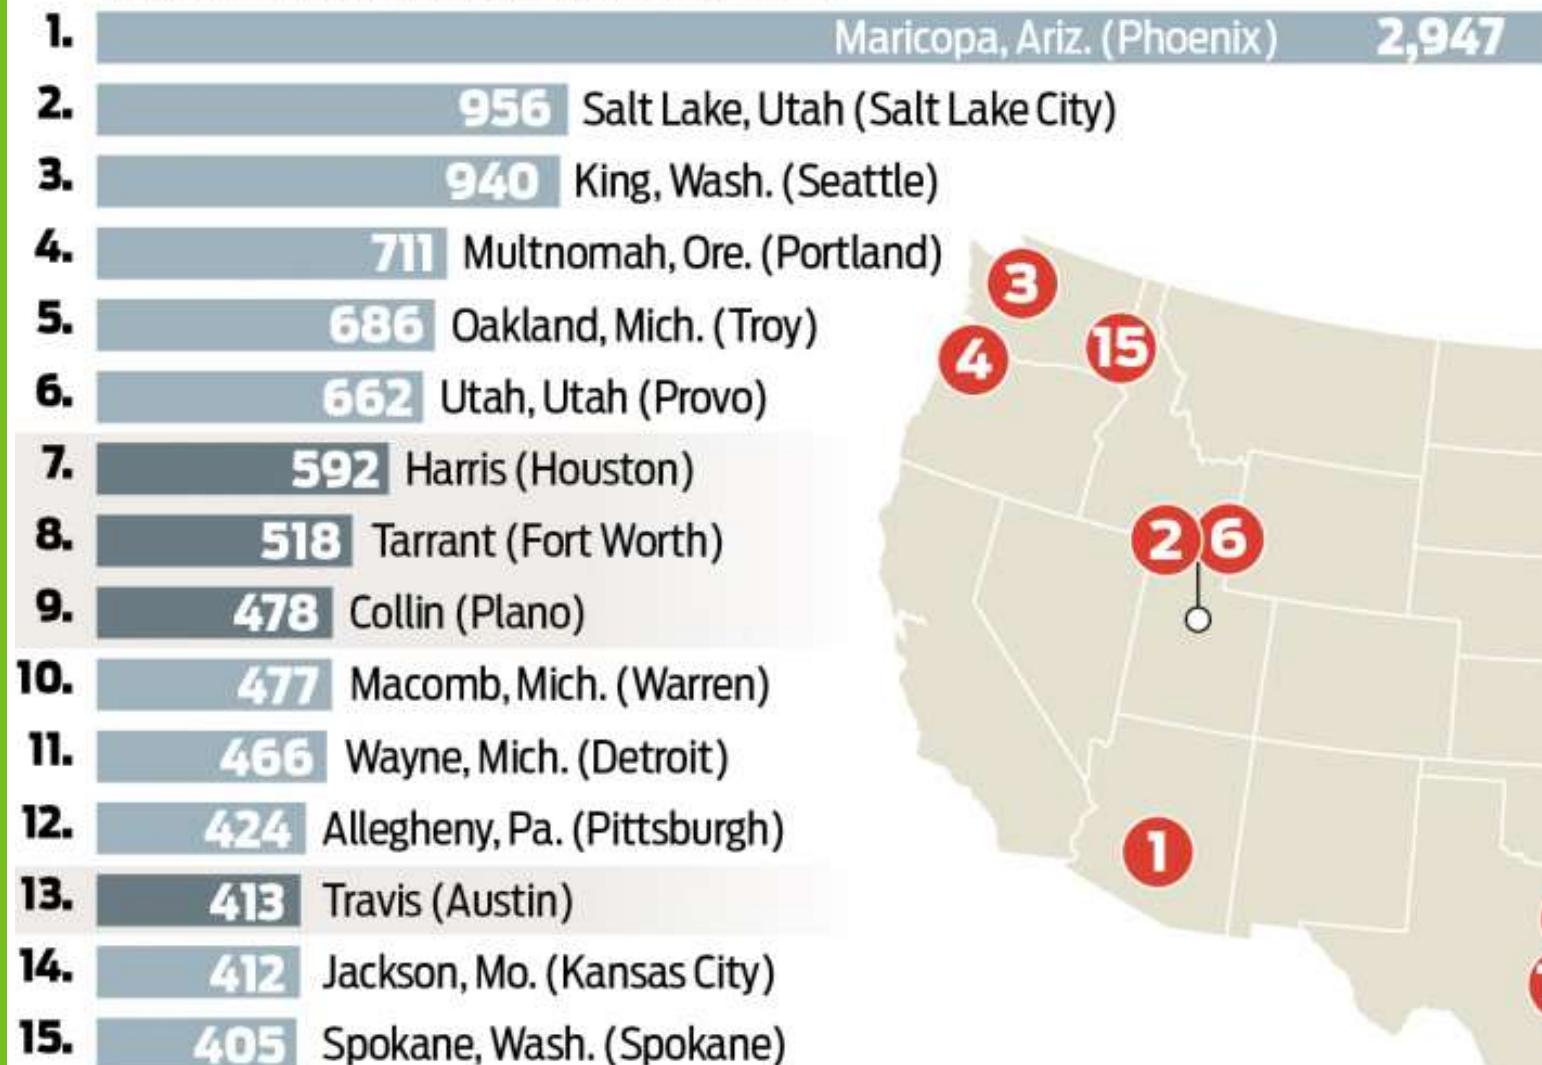 1. Maricopa, Ariz. (Phoenix) 2,947
2. 956 Salt Lake, Utah (Salt Lake City)
3. 940 King, Wash. (Seattle)
4. 711 Multnomah, Ore. (Portland)
5. 686 Oakland, Mich. (Troy)
6. 662 Utah, Utah (Provo)
7. 592 Harris (Houston)
8. 518 Tarrant (Fort Worth)
9. 478 Collin (Plano)
10. 477 Macomb, Mich. (Warren)
11. 466 Wayne, Mich. (Detroit)
12. 424 Allegheny, Pa. (Pittsburgh)
13. 413 Travis (Austin)
14. 412 Jackson, Mo. (Kansas City)
15. 405 Spokane, Wash. (Spokane)
3
15
4
2 6
1